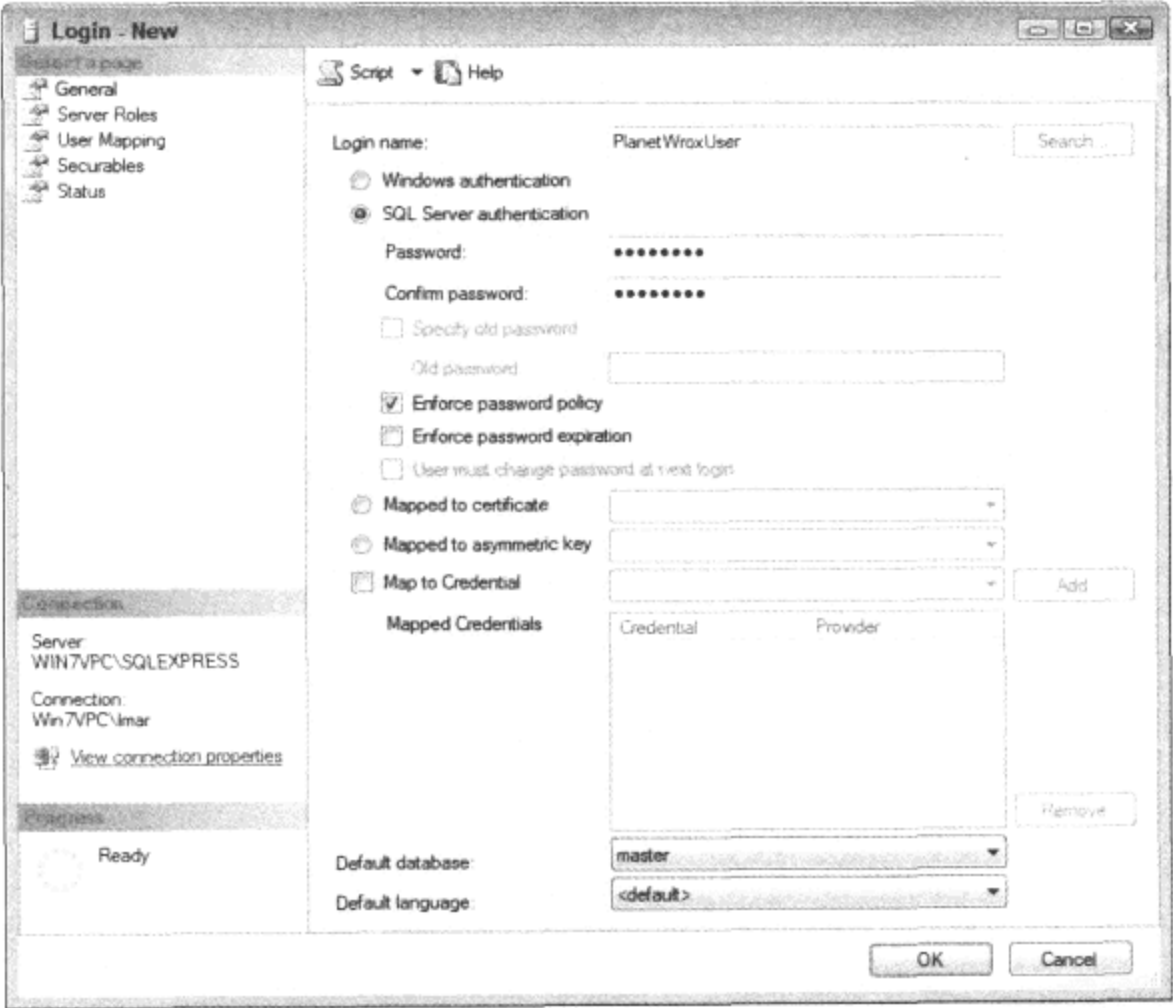 Login - New
Select a page
General
Server Roles
User Mapping
Securables
Status
Script
Help
Login name:
PlanetWroxUser
Search...
Windows authentication
SQL Server authentication
Password:
••••••••
Confirm password:
••••••••
Specify old password
Old password
Enforce password policy
Enforce password expiration
User must change password at next login
Mapped to certificate
Mapped to asymmetric key
Map to Credential
Add
Mapped Credentials
Credential
Provider
Remove
Default database:
master
Default language:
<default>
Connection
Server:
WIN7VPC\SQLEXPRESS
Connection:
Win7VPC\Imar
View connection properties
Progress
Ready
OK
Cancel